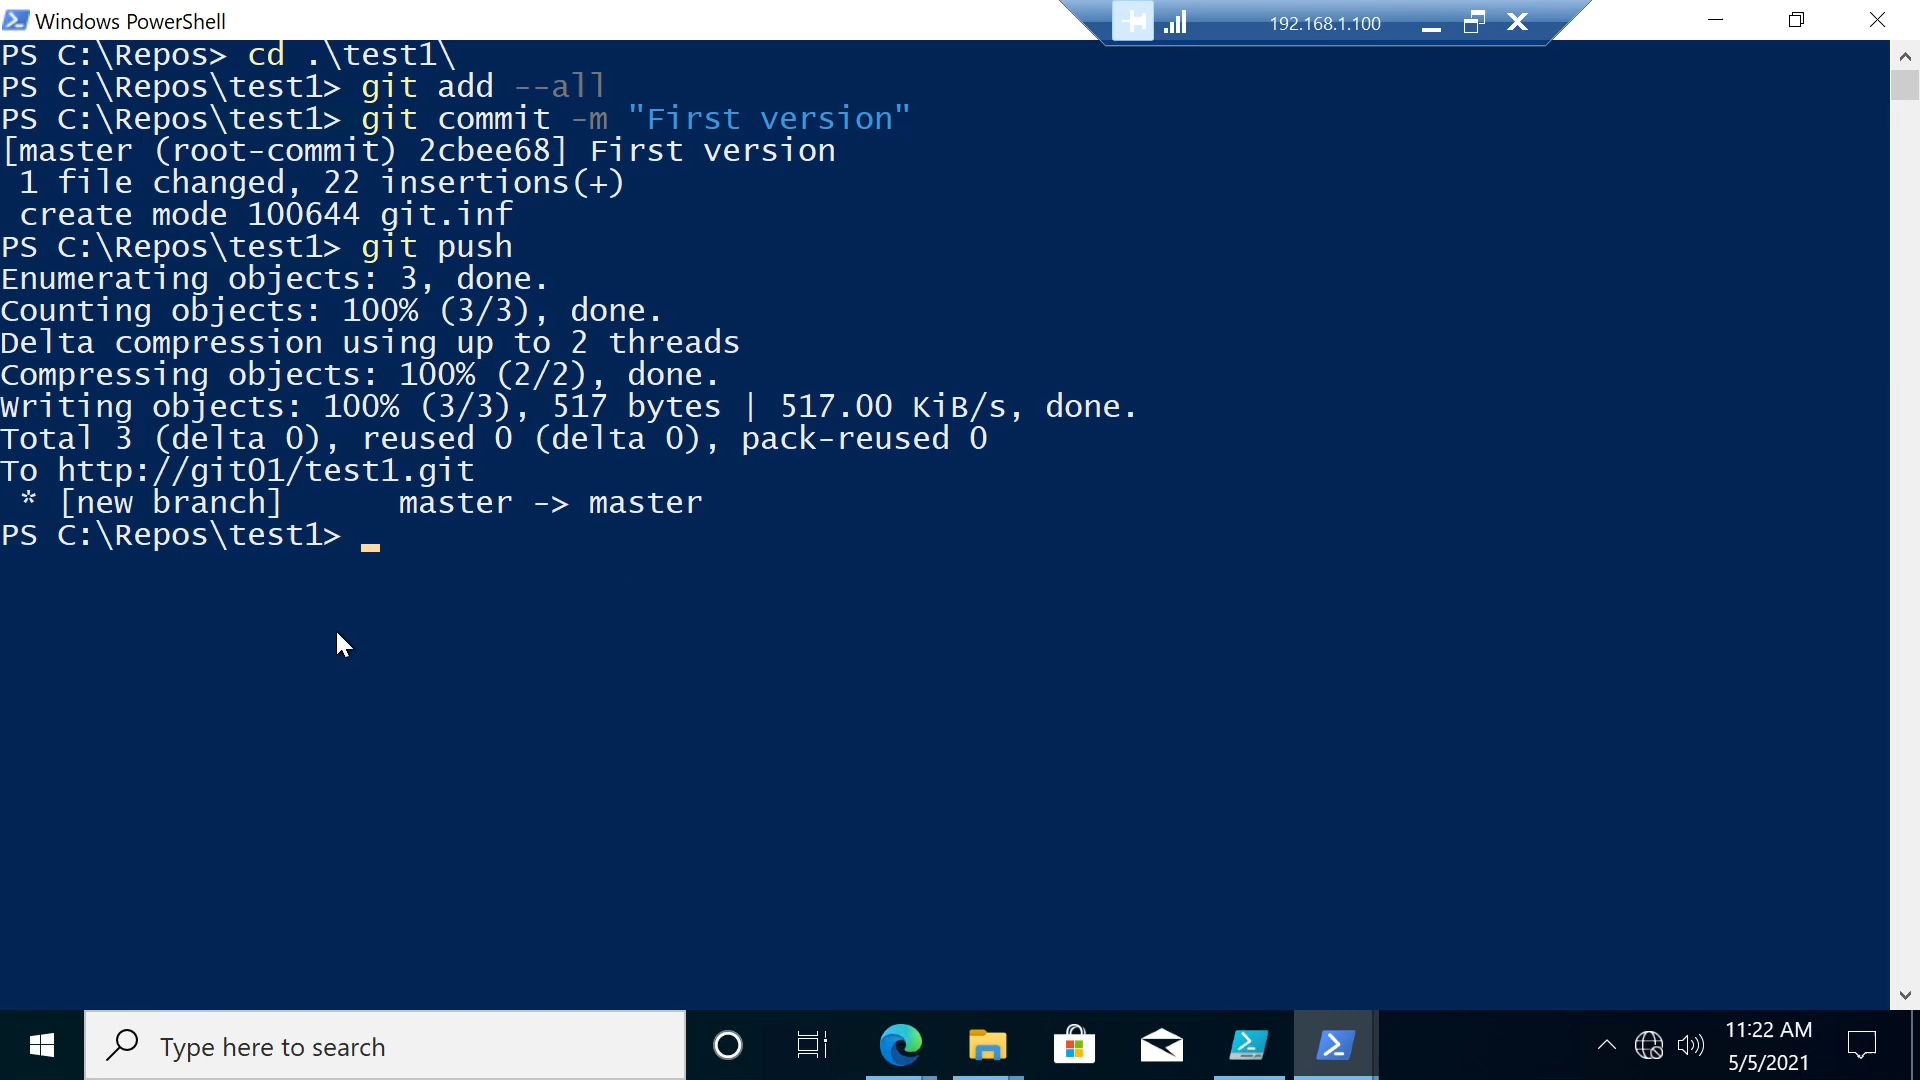 Windows PowerShell
192.168.1.100
PS C:\Repos> cd .\test1\
PS C:\Repos\test1> git add --all
PS C:\Repos\test1> git commit -m "First version"
[master (root-commit) 2cbee68] First version
 1 file changed, 22 insertions(+)
 create mode 100644 git.inf
PS C:\Repos\test1> git push
Enumerating objects: 3, done.
Counting objects: 100% (3/3), done.
Delta compression using up to 2 threads
Compressing objects: 100% (2/2), done.
Writing objects: 100% (3/3), 517 bytes | 517.00 KiB/s, done.
Total 3 (delta 0), reused 0 (delta 0), pack-reused 0
To http://git01/test1.git
 * [new branch]      master -> master
PS C:\Repos\test1>
Type here to search
11:22 AM
5/5/2021